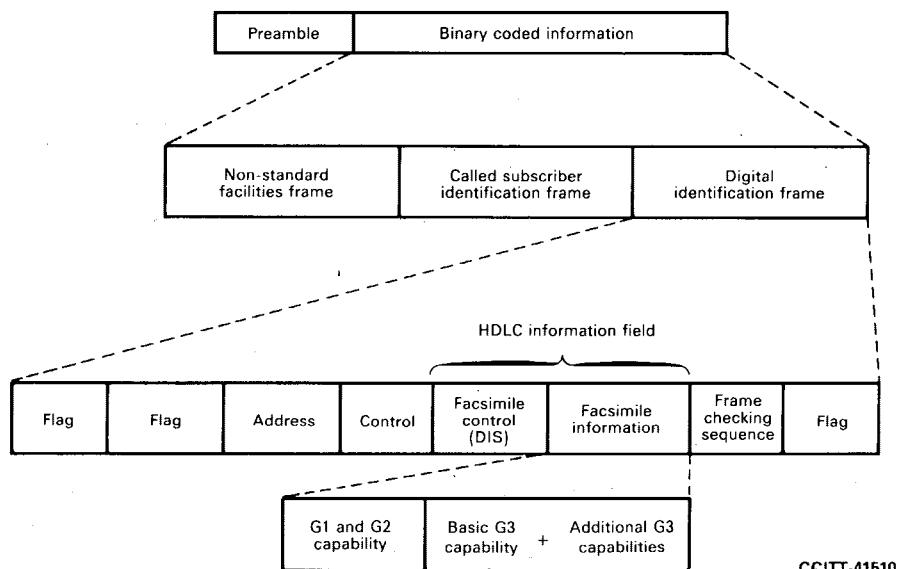 Preamble
Binary coded information
Non-standard
facilities frame
Called subscriber
identification frame
Digital
identification frame
HDLC information field
Flag
Flag
Address
Control
Facsimile
control
(DIS)
Facsimile
information
Frame
checking
sequence
Flag
G1 and G2
capability
Basic G3
capability
+
Additional G3
capabilities
CCITT-41510